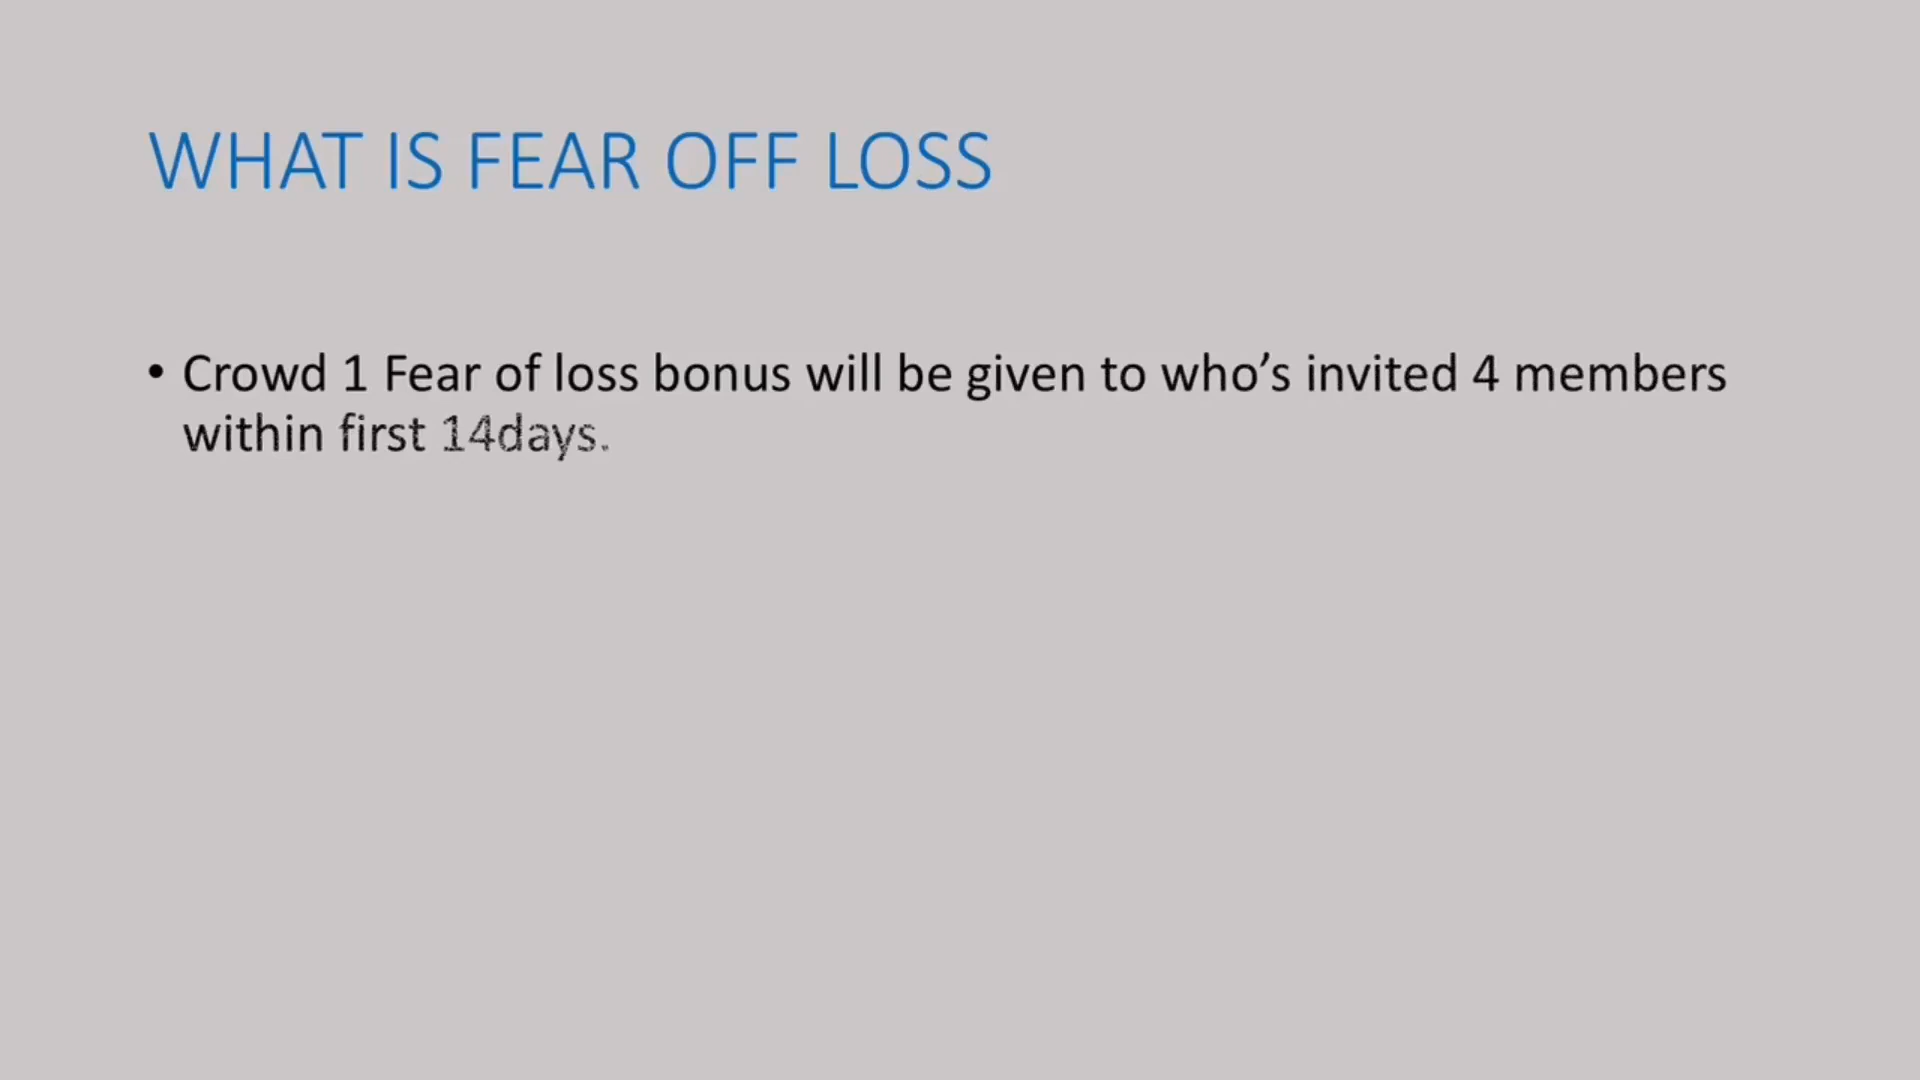 WHAT IS FEAR OFF LOSS
• Crowd 1 Fear of loss bonus will be given to who’s invited 4 members
within first 14days.